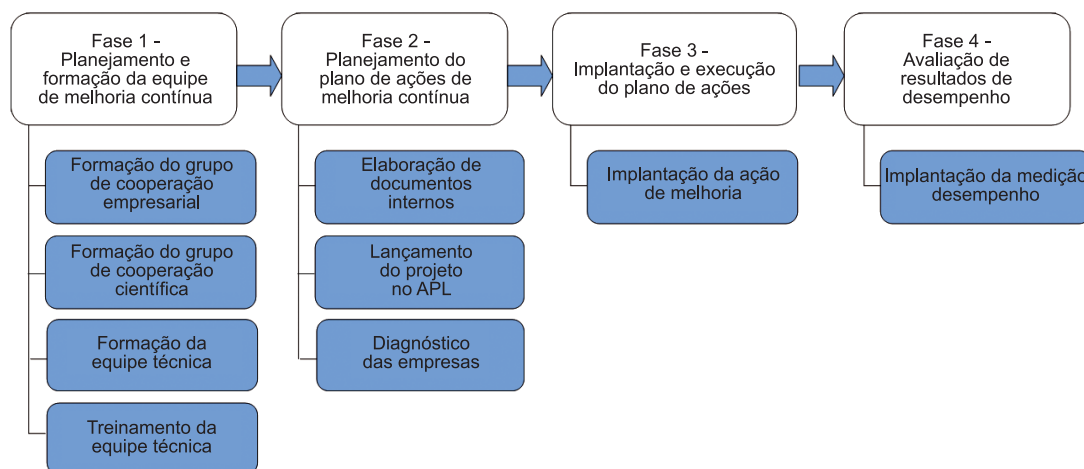 Fase 1 -
Planejamento e
formação da equipe
de melhoria contínua
Fase 2 -
Planejamento do
plano de ações de
melhoria contínua
Fase 3 -
Implantação e execução
do plano de ações
Fase 4 -
Avaliação de
resultados de
desempenho
Formação do grupo
de cooperação
empresarial
Formação do grupo
de cooperação
científica
Formação da
equipe técnica
Treinamento da
equipe técnica
Elaboração de
documentos
internos
Lançamento
do projeto
no APL
Diagnóstico
das empresas
Implantação da ação
de melhoria
Implantação da medição
desempenho